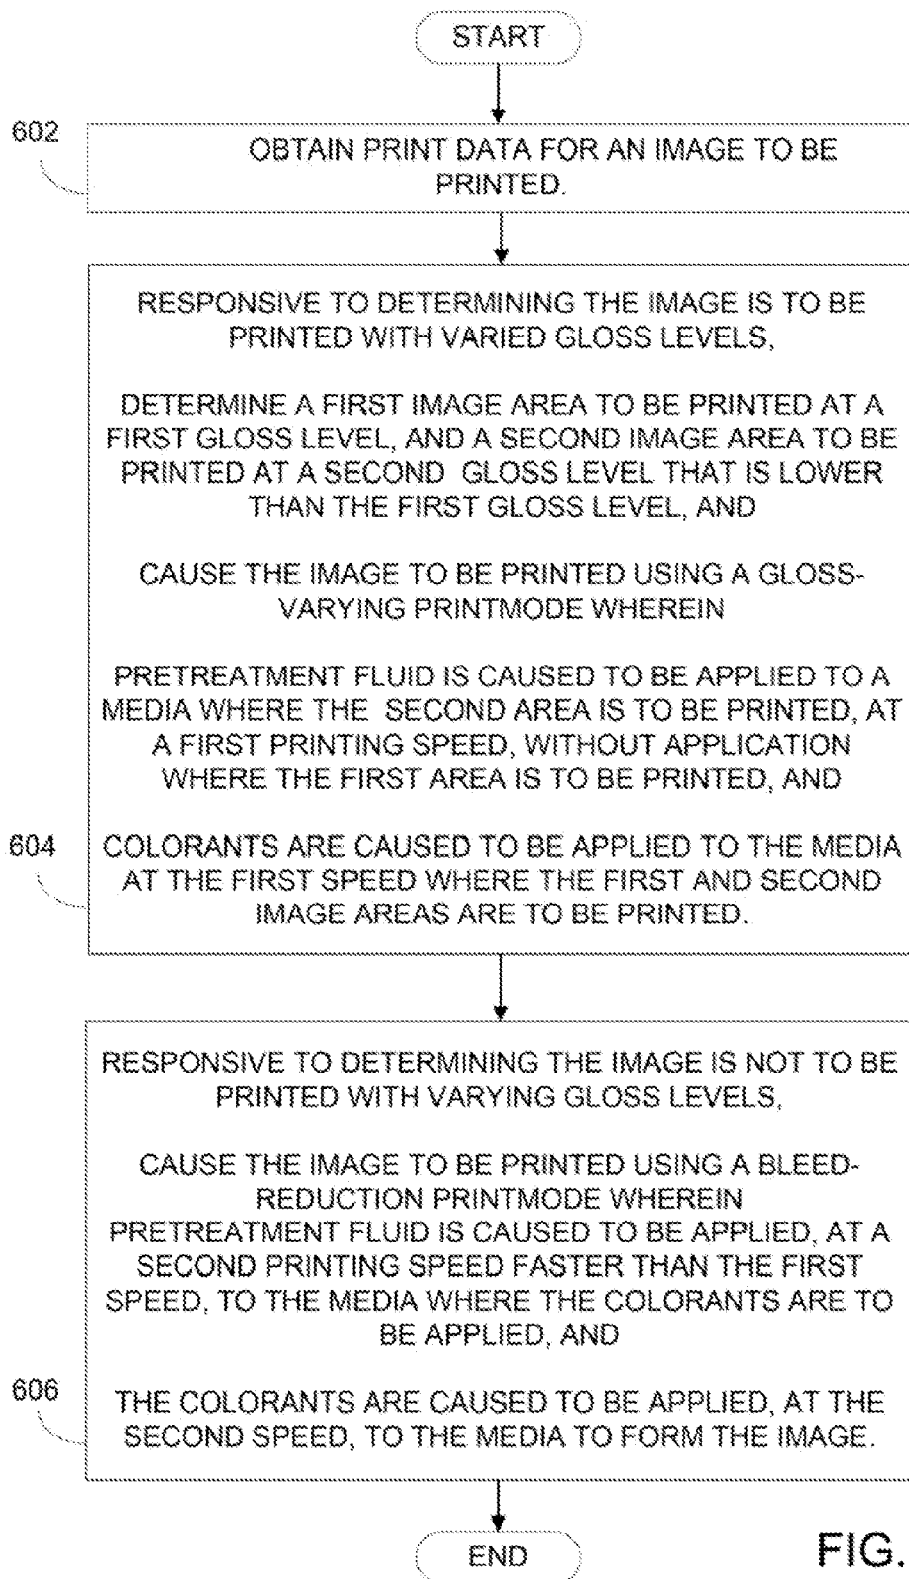 START
602
OBTAIN PRINT DATA FOR AN IMAGE TO BE
PRINTED.
RESPONSIVE TO DETERMINING THE IMAGE IS TO BE
PRINTED WITH VARIED GLOSS LEVELS,
DETERMINE A FIRST IMAGE AREA TO BE PRINTED AT A
FIRST GLOSS LEVEL, AND A SECOND IMAGE AREA TO BE
PRINTED AT A SECOND GLOSS LEVEL THAT IS LOWER
THAN THE FIRST GLOSS LEVEL, AND
CAUSE THE IMAGE TO BE PRINTED USING A GLOSS-
VARYING PRINTMODE WHEREIN
PRETREATMENT FLUID IS CAUSED TO BE APPLIED TO A
MEDIA WHERE THE SECOND AREA IS TO BE PRINTED, AT
A FIRST PRINTING SPEED, WITHOUT APPLICATION
WHERE THE FIRST AREA IS TO BE PRINTED, AND
604
COLORANTS ARE CAUSED TO BE APPLIED TO THE MEDIA
AT THE FIRST SPEED WHERE THE FIRST AND SECOND
IMAGE AREAS ARE TO BE PRINTED.
RESPONSIVE TO DETERMINING THE IMAGE IS NOT TO BE
PRINTED WITH VARYING GLOSS LEVELS,
CAUSE THE IMAGE TO BE PRINTED USING A BLEED-
REDUCTION PRINTMODE WHEREIN
PRETREATMENT FLUID IS CAUSED TO BE APPLIED, AT A
SECOND PRINTING SPEED FASTER THAN THE FIRST
SPEED, TO THE MEDIA WHERE THE COLORANTS ARE TO
BE APPLIED, AND
606
THE COLORANTS ARE CAUSED TO BE APPLIED, AT THE
SECOND SPEED, TO THE MEDIA TO FORM THE IMAGE.
END
FIG.